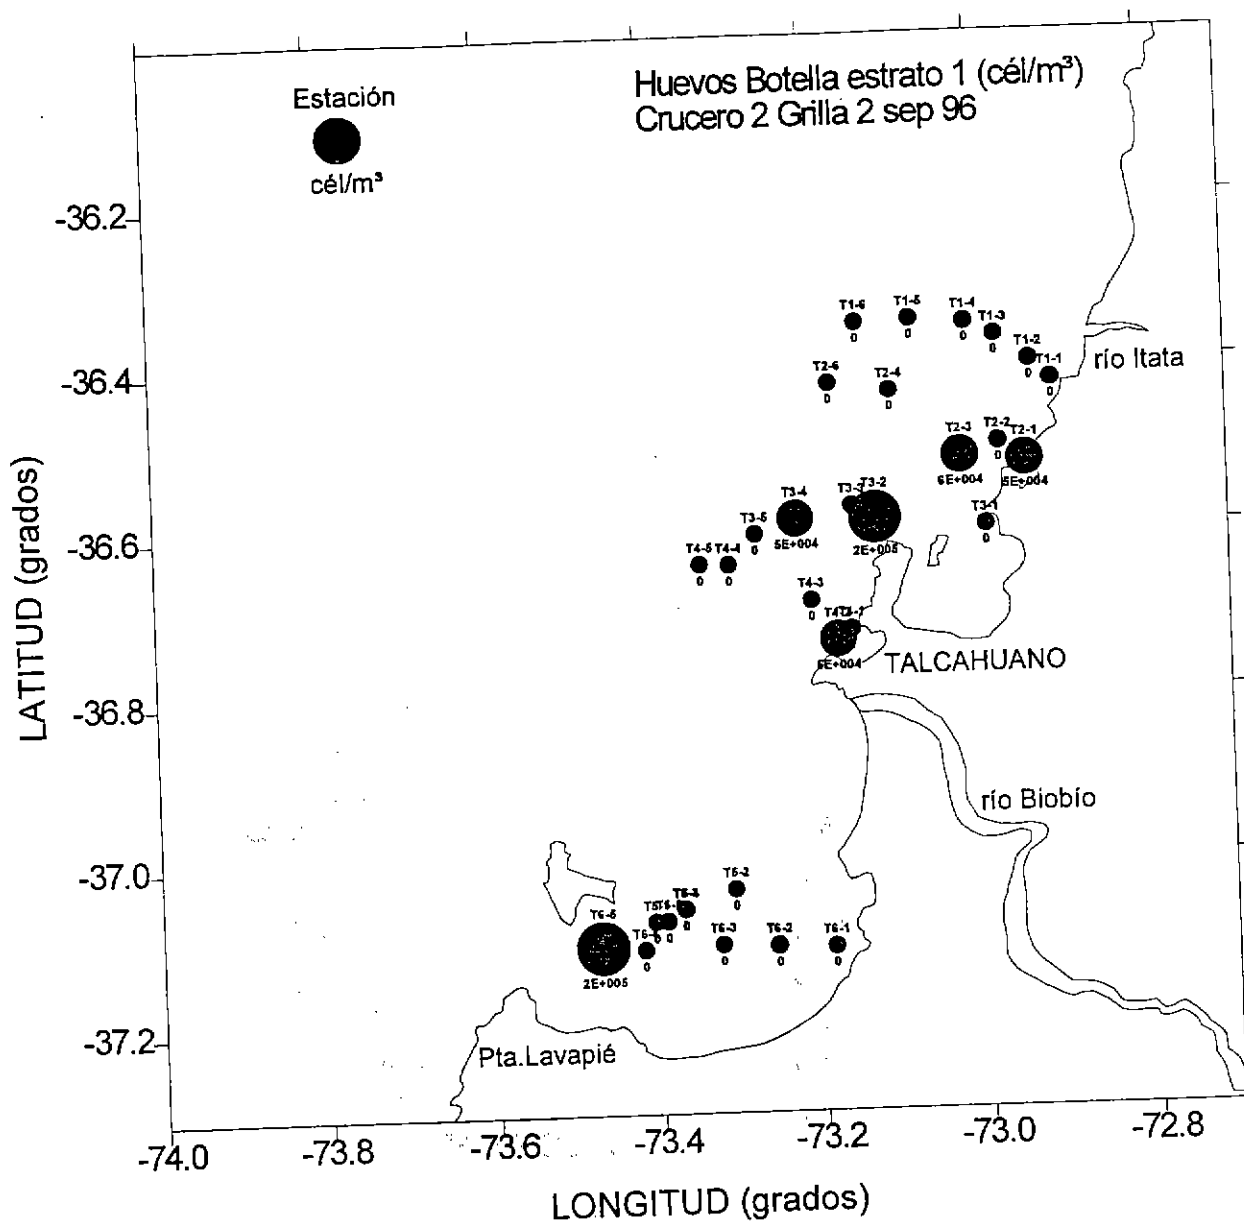 Huevos Botella estrato 1 (cél/m³)
Crucero 2 Grilla 2 sep 96
Estación
cél/m³
-36.2
-36.4
-36.6
-36.8
-37.0
-37.2
LATITUD (grados)
T1-6
0
T1-5
0
T1-4
0
T1-3
0
T1-2
0
T1-1
0
río Itata
T2-6
0
T2-4
0
T2-3
6E+004
T2-2
0
T2-1
5E+004
T3-4
5E+004
T3-2
2E+005
T3-1
0
T3-5
0
T4-5
0
T4-4
0
T4-3
0
TALCAHUANO
río Biobío
T5-2
0
0
0
0
T6-5
2E+005
0
T6-3
0
T6-2
0
T6-1
0
Pta.Lavapié
-74.0
-73.8
-73.6
-73.4
-73.2
-73.0
-72.8
LONGITUD (grados)